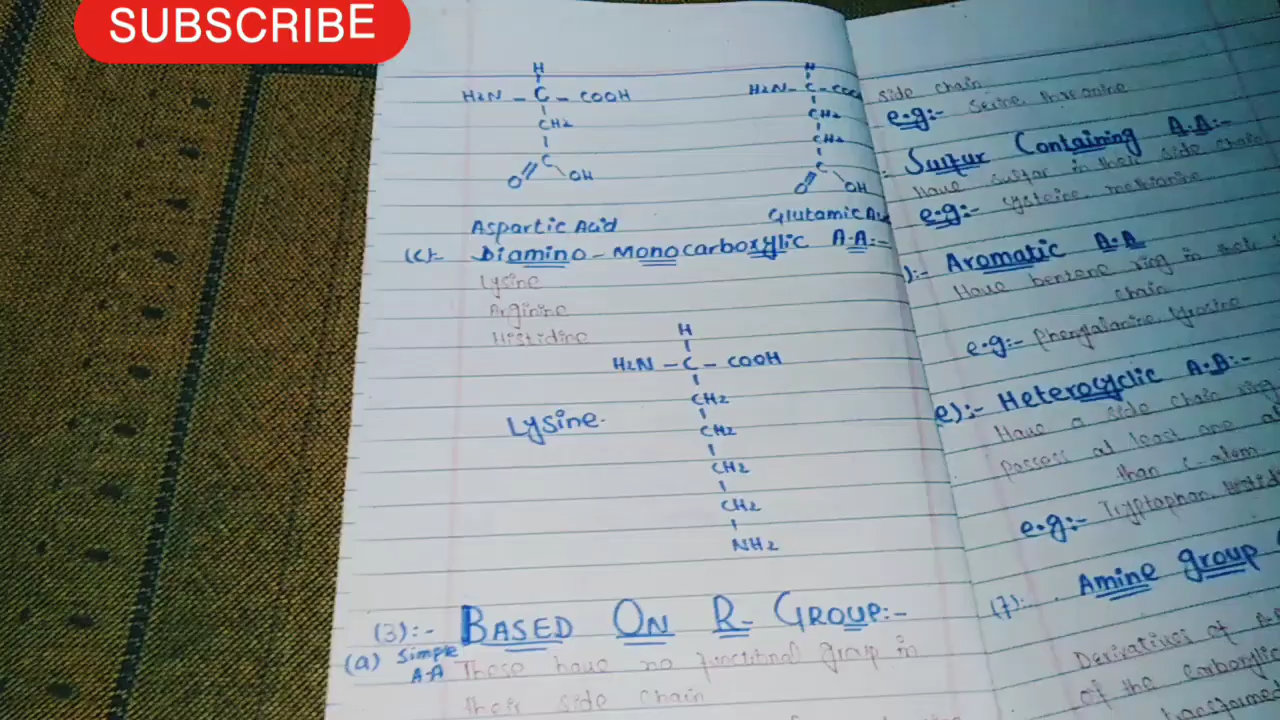 SUBSCRIBE
H
H2N - C - COOH
CH2
C
O OH
Aspartic Acid
H
H2N - C - COO
CH2
CH2
C
O OH
Glutamic
(c):- Diamino - Monocarboxylic A.A:-
Lysine
Arginine
Histidine
H
H2N - C - COOH
CH2
Lysine.
CH2
CH2
CH2
NH2
(3):- BASED ON R- GROUP:-
(a) Simple A.A These have no functional group in
their side chain
side chain
e.g:- Serine,
Sulfur Containing A.A:-
Have sulfur in their side chain
e.g:- cysteine, methionine
):- Aromatic A.A
Have benzene ring in
chain
e.g:- Phenylalanine,
e):- Heterocyclic A.A:-
Have a side chain ring
possess at least one
than C-atom
e.g:- Tryptophan,
(7):- Amine group
Derivatives of
of the carboxylic
transformed